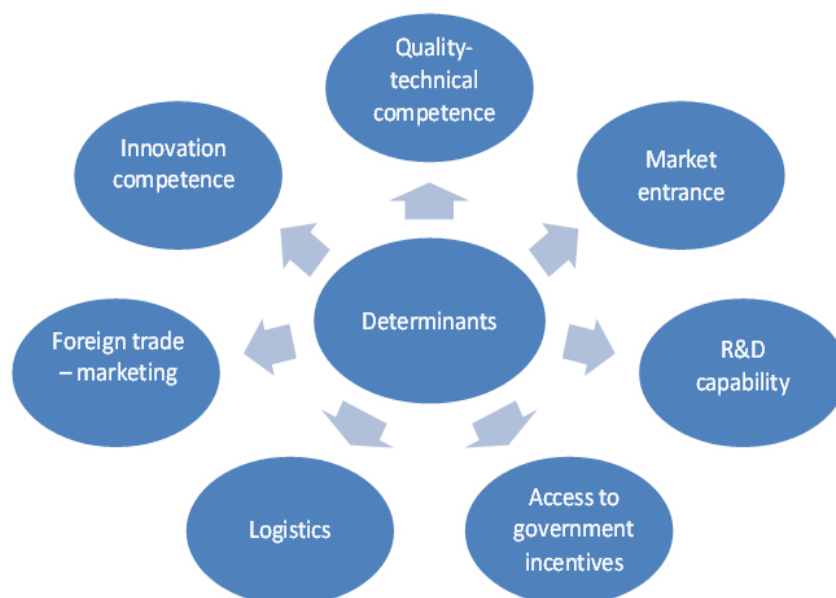 Quality-
technical
competence
Innovation
competence
Market
entrance
Determinants
Foreign trade
– marketing
R&D
capability
Logistics
Access to
government
incentives